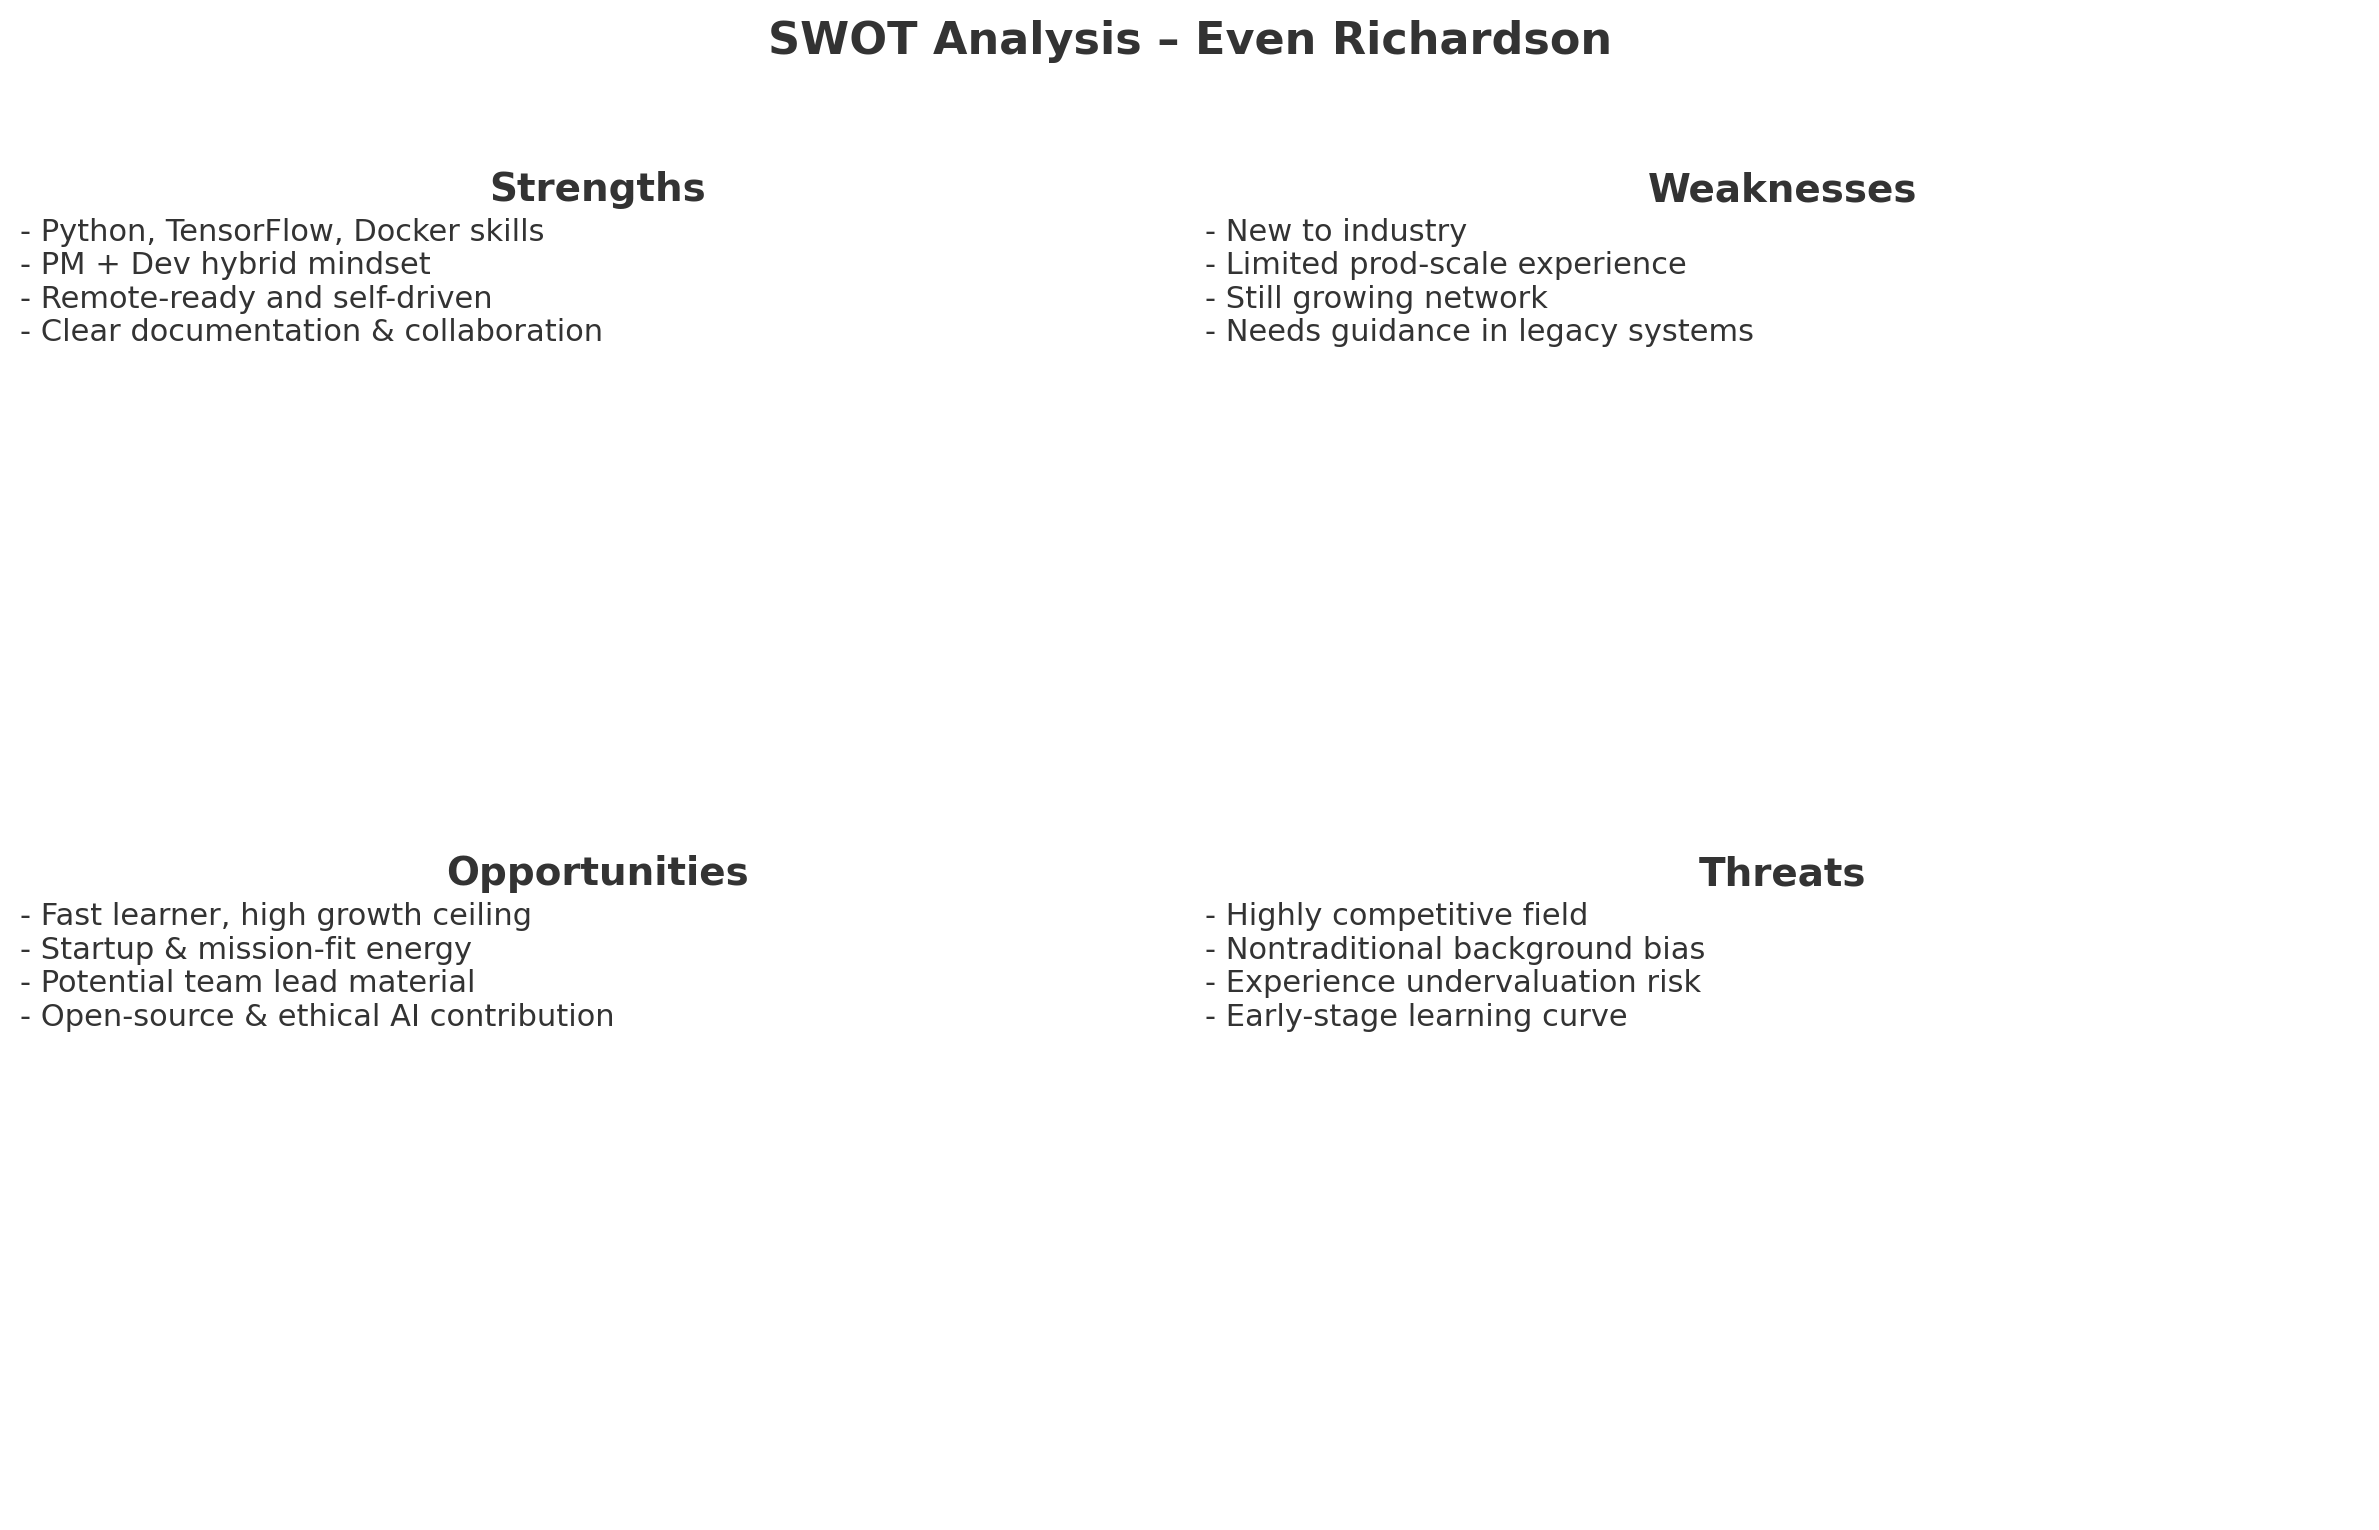 SWOT Analysis – Even Richardson
Strengths
- Python, TensorFlow, Docker skills
- PM + Dev hybrid mindset
- Remote-ready and self-driven
- Clear documentation & collaboration
Weaknesses
- New to industry
- Limited prod-scale experience
- Still growing network
- Needs guidance in legacy systems
Opportunities
- Fast learner, high growth ceiling
- Startup & mission-fit energy
- Potential team lead material
- Open-source & ethical AI contribution
Threats
- Highly competitive field
- Nontraditional background bias
- Experience undervaluation risk
- Early-stage learning curve